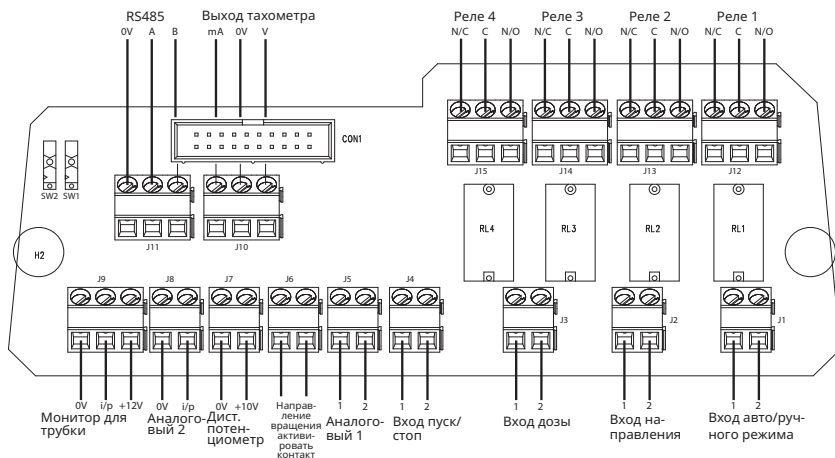 RS485
Выход тахометра
Реле 4
Реле 3
Реле 2
Реле 1
0V A B
mA 0V V
N/C C N/O
N/C C N/O
N/C C N/O
N/C C N/O
CON1
SW2 SW1
J15
J14
J13
J12
J11
J10
RL4
RL3
RL2
RL1
H2
J9
J8
J7
J6
J5
J4
J3
J2
J1
0V i/p +12V
Монитор для
трубки
0V i/p
Аналого-
вый 2
0V +10V
Дист.
потен-
циометр
Направ-
ление
вращения
активи-
ровать
контакт
1 2
Аналого-
вый 1
1 2
Вход пуск/
стоп
1 2
Вход дозы
1 2
Вход на-
правления
1 2
Вход авто/руч-
ного режима